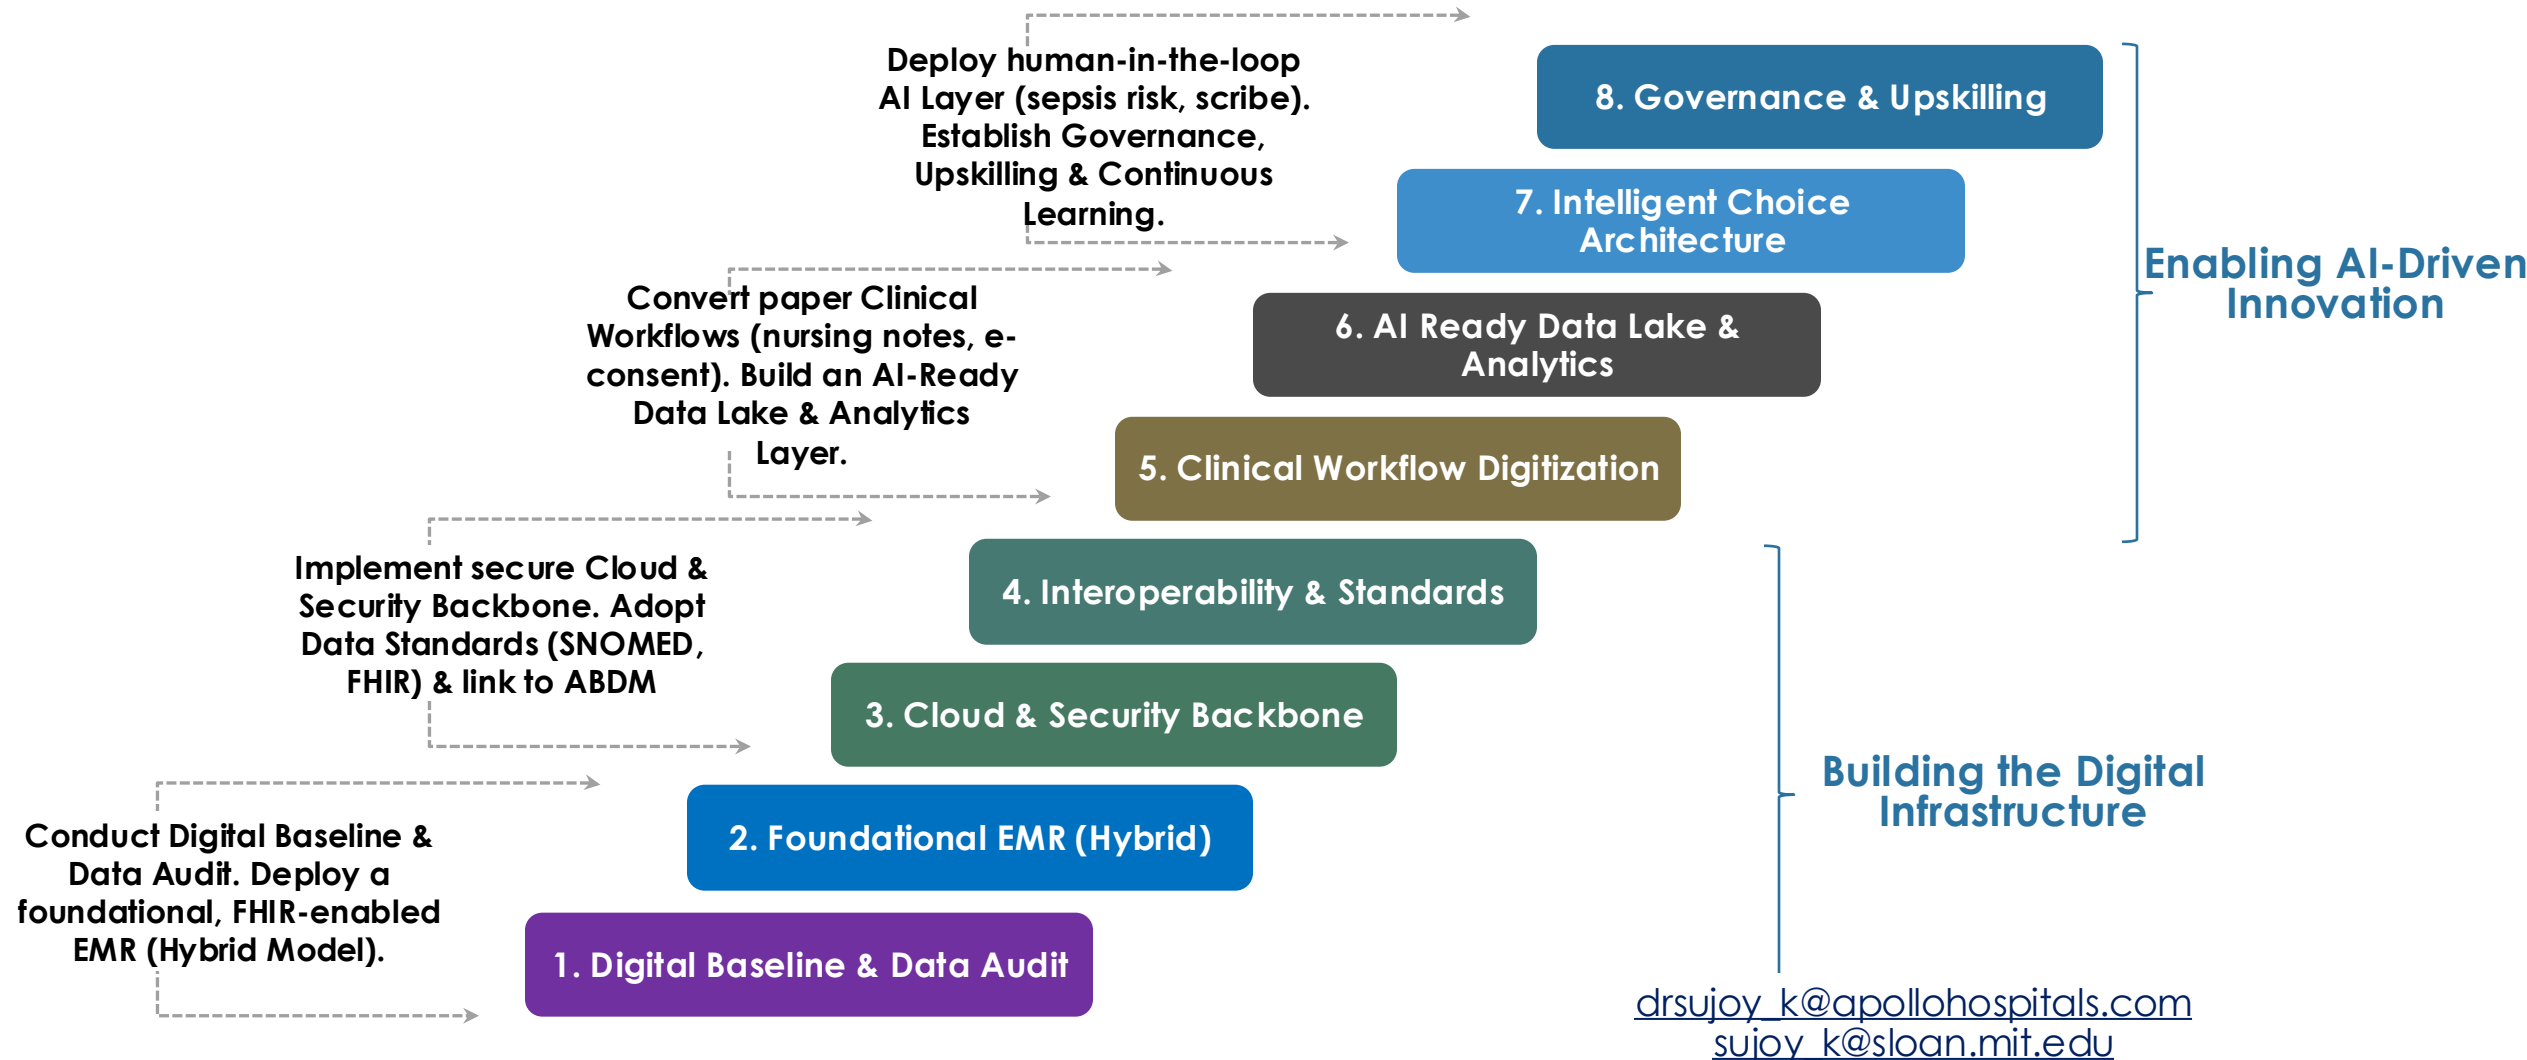 Deploy human-in-the-loop
AI Layer (sepsis risk, scribe).
Establish Governance,
Upskilling & Continuous
Learning.
8. Governance & Upskilling
7. Intelligent Choice
Architecture
Enabling AI-Driven
Innovation
Convert paper Clinical
Workflows (nursing notes, e-
consent). Build an AI-Ready
Data Lake & Analytics
Layer.
6. AI Ready Data Lake &
Analytics
5. Clinical Workflow Digitization
Implement secure Cloud &
Security Backbone. Adopt
Data Standards (SNOMED,
FHIR) & link to ABDM
4. Interoperability & Standards
3. Cloud & Security Backbone
Building the Digital
Infrastructure
Conduct Digital Baseline &
Data Audit. Deploy a
foundational, FHIR-enabled
EMR (Hybrid Model).
2. Foundational EMR (Hybrid)
1. Digital Baseline & Data Audit
drsujoy_k@apollohospitals.com
sujoy_k@sloan.mit.edu